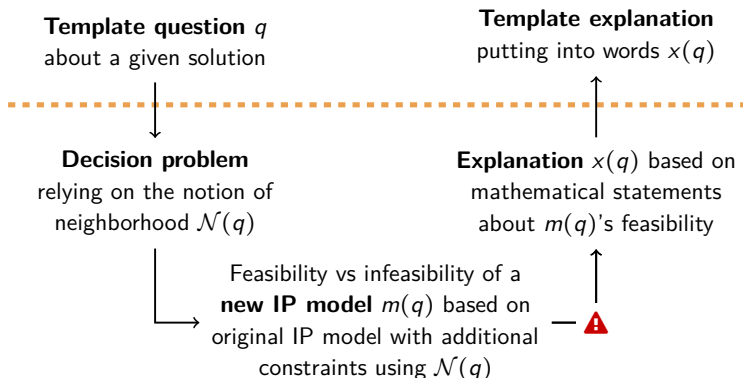 Template question q
about a given solution
Template explanation
putting into words x(q)
Decision problem
relying on the notion of
neighborhood 𝒩(q)
Explanation x(q) based on
mathematical statements
about m(q)'s feasibility
Feasibility vs infeasibility of a
new IP model m(q) based on
original IP model with additional
constraints using 𝒩(q)